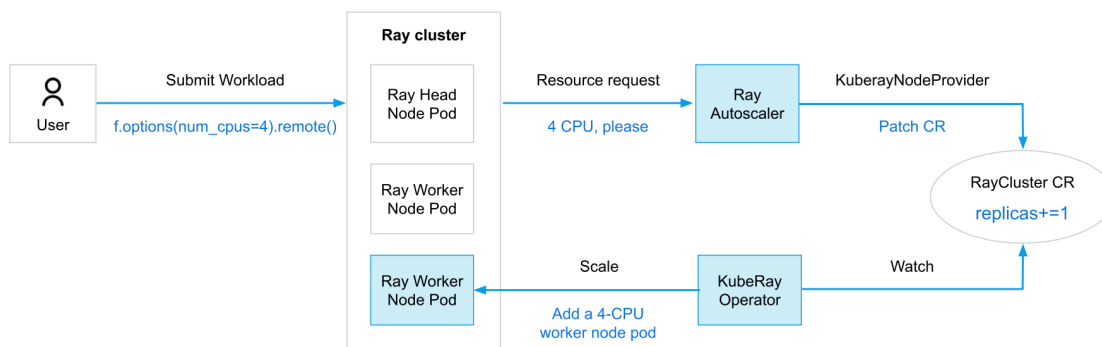 Ray cluster
User
Submit Workload
f.options(num_cpus=4).remote()
Ray Head
Node Pod
Resource request
4 CPU, please
Ray
Autoscaler
KuberayNodeProvider
Patch CR
RayCluster CR
replicas+=1
Ray Worker
Node Pod
Ray Worker
Node Pod
Scale
Add a 4-CPU
worker node pod
KubeRay
Operator
Watch